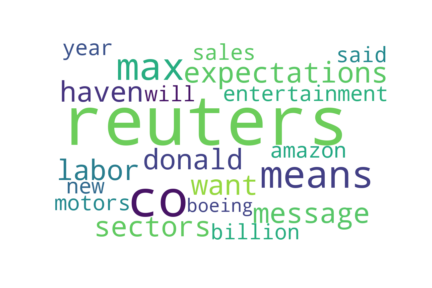 year sales said
max expectations
haven will entertainment
reuters
donald amazon
labor want means
new
motors co boeing message
sectors billion